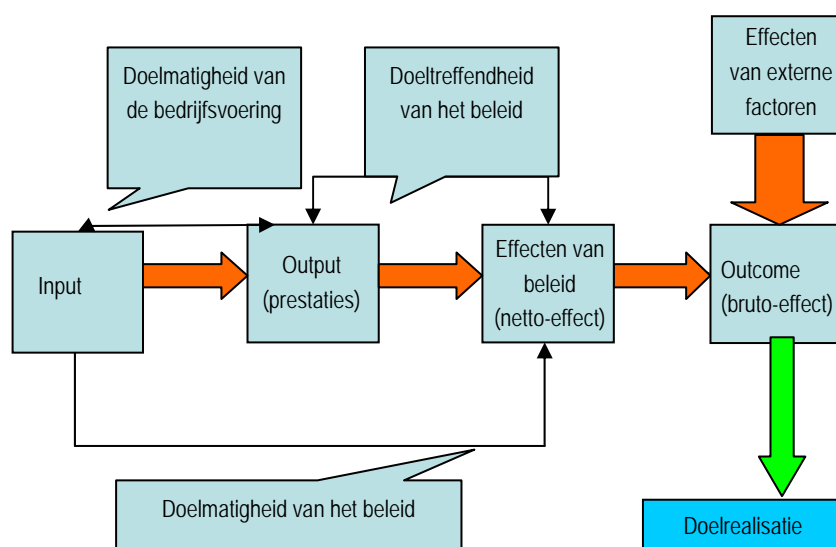 Doelmatigheid van
de bedrijfsvoering
Doeltreffendheid
van het beleid
Effecten
van externe
factoren
Input
Output
(prestaties)
Effecten van
beleid
(netto-effect)
Outcome
(bruto-effect)
Doelmatigheid van het beleid
Doelrealisatie